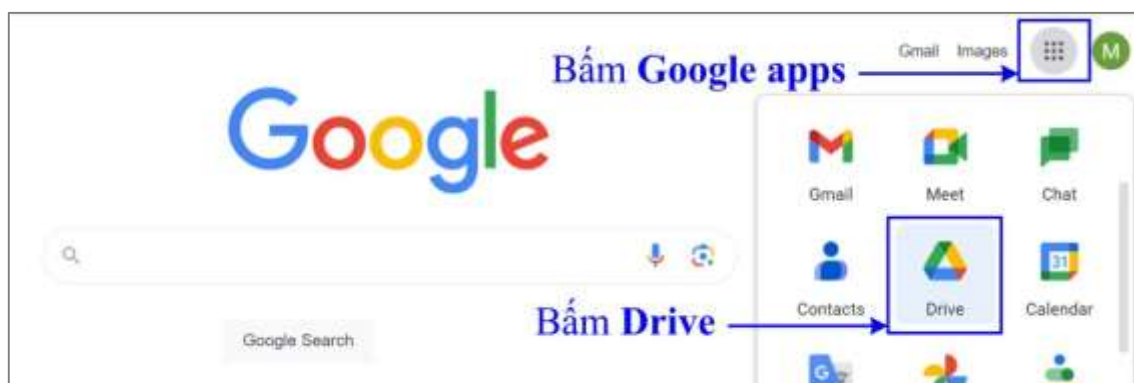 Gmail Images M
Bấm Google apps
Google
Gmail Meet Chat
31
Contacts Drive Calendar
Bấm Drive
Google Search
G